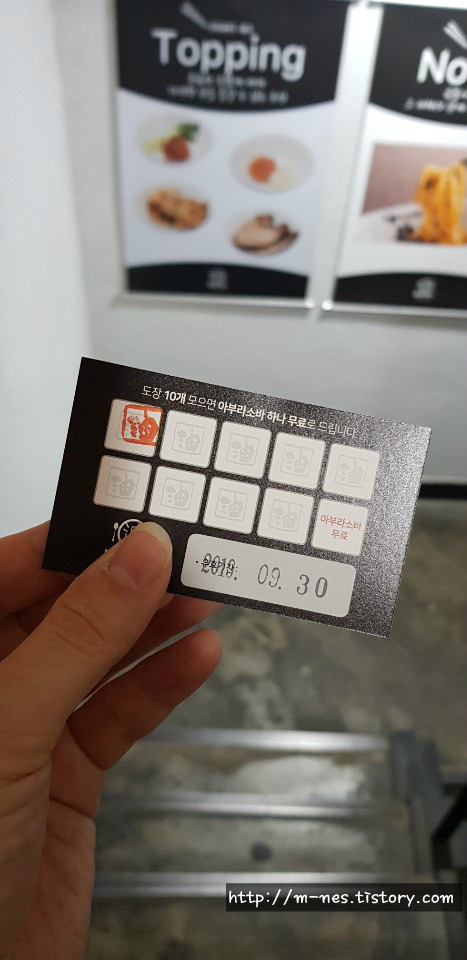 Topping
No
도장 10개 모으면 아부라소바 하나 무료로 드립니다.
아부라소바
무료
2019. 09. 30
http://m-nes.tistory.com